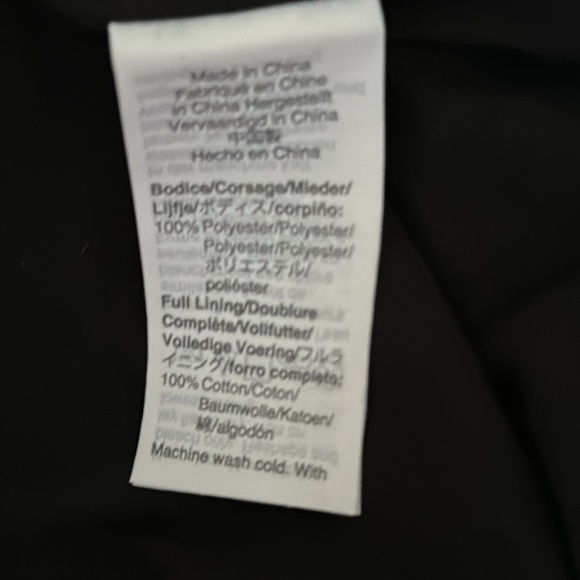 Made in China
Fabriqué en Chine
in China Hergestellt
Vervaardigd in China
中国製
Hecho en China
Bodice/Corsage/Mieder/
Lijfje/ボディス/corpiño:
100% Polyester/Polyester/
Polyester/Polyester/
ポリエステル/
poliéster
Full Lining/Doublure
Complète/Vollfutter/
Volledige Voering/フルラ
イニング/forro completo:
100% Cotton/Coton/
Baumwolle/Katoen/
綿/algodón
Machine wash cold. With